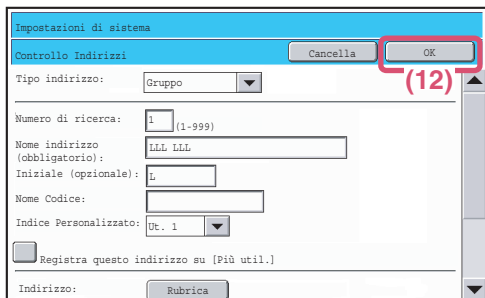 Impostazioni di sistema
Controllo Indirizzi Cancella OK
(12)
Tipo indirizzo: Gruppo
Numero di ricerca: 1 (1-999)
Nome indirizzo LLL LLL
(obbligatorio):
Iniziale (opzionale): L
Nome Codice:
Indice Personalizzato: Ut. 1
Registra questo indirizzo su [Più util.]
Indirizzo: Rubrica